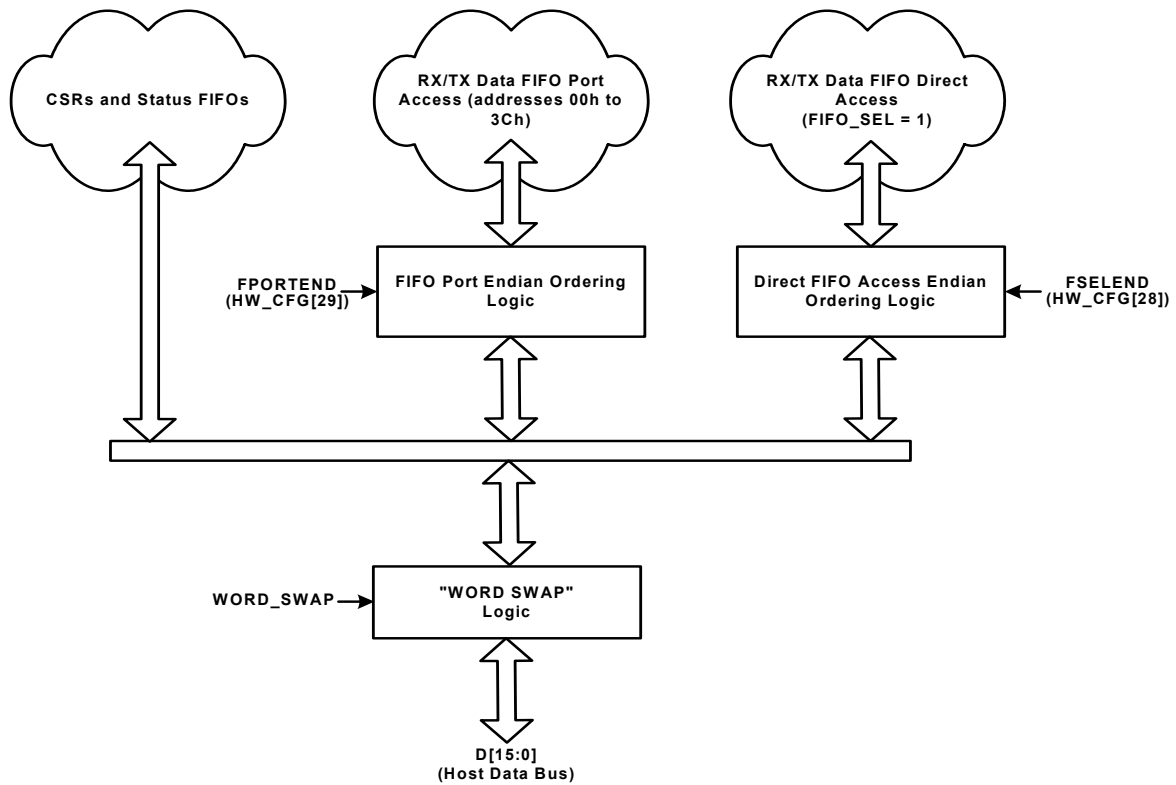 CSRs and Status FIFOs
RX/TX Data FIFO Port
Access (addresses 00h to
3Ch)
RX/TX Data FIFO Direct
Access
(FIFO_SEL = 1)
FPORTEND
(HW_CFG[29])
FIFO Port Endian Ordering
Logic
Direct FIFO Access Endian
Ordering Logic
FSELEND
(HW_CFG[28])
WORD_SWAP
"WORD SWAP"
Logic
D[15:0]
(Host Data Bus)